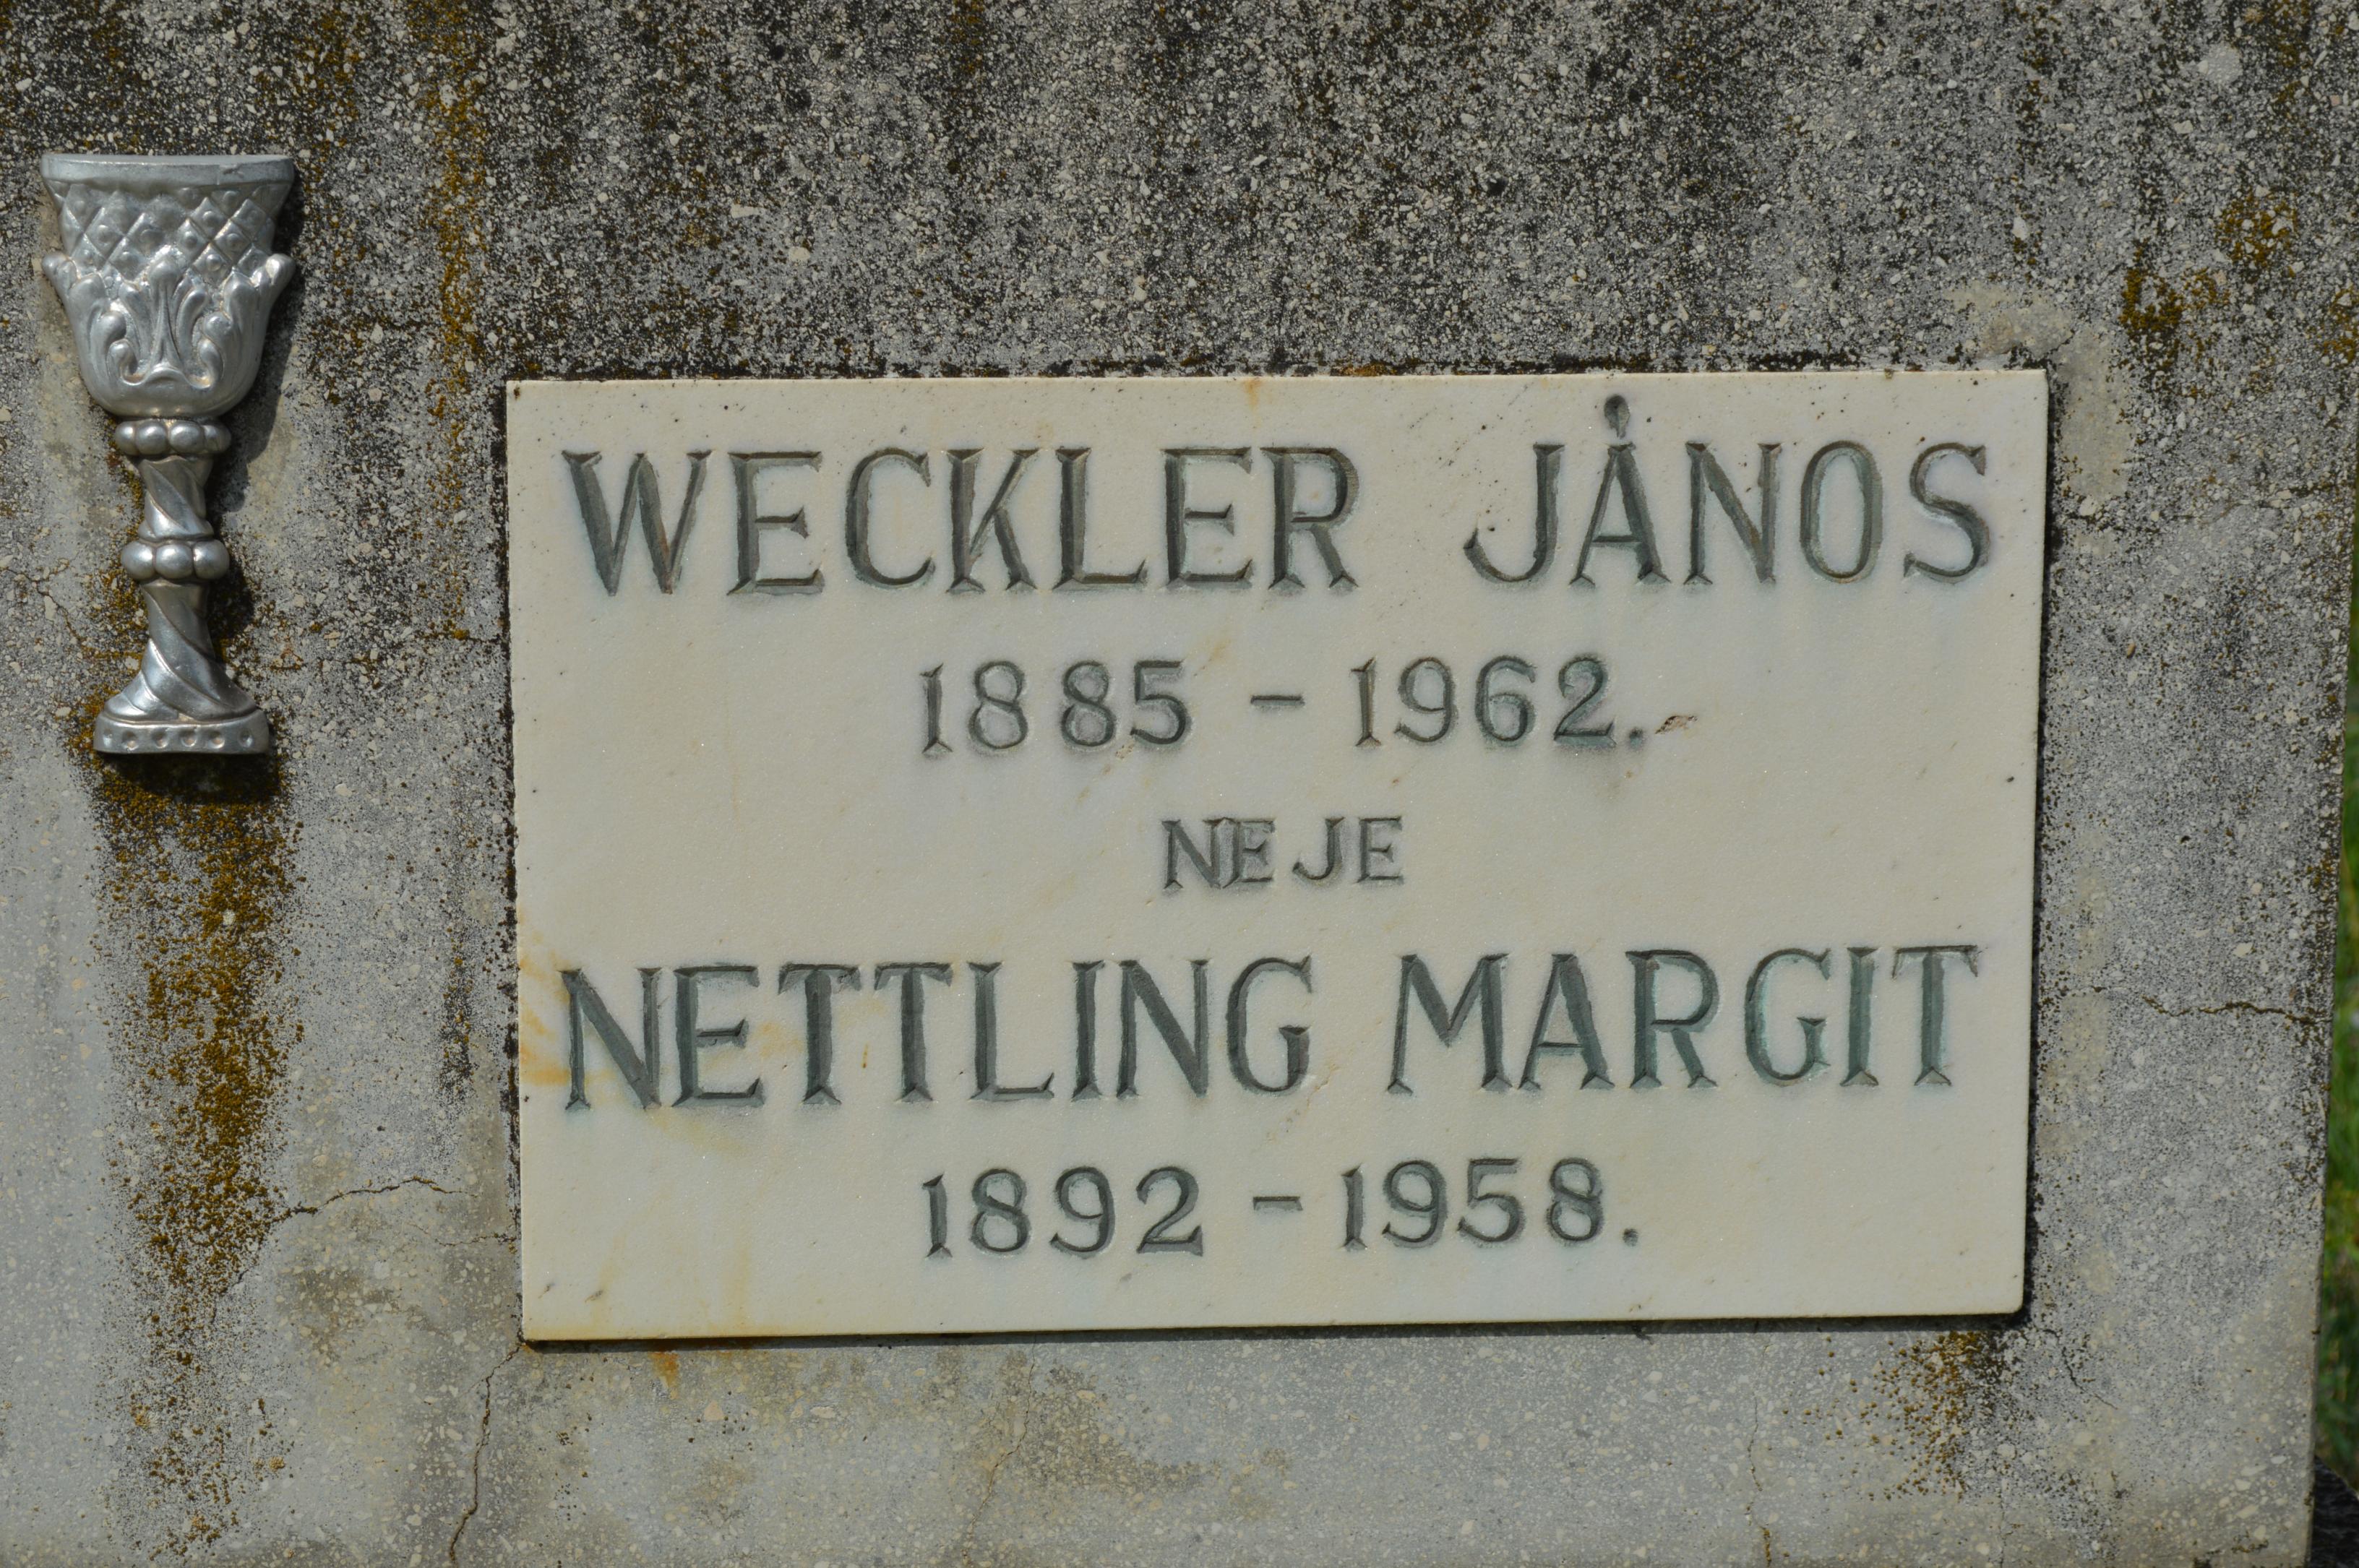 WECKLER JÁNOS
1885 - 1962.
NEJE
NETTLING MARGIT
1892 - 1958.